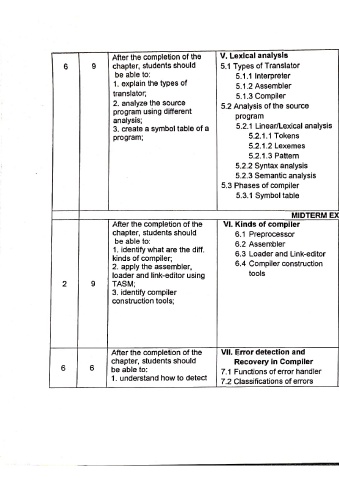 6
9
After the completion of the
chapter, students should
be able to:
1. explain the types of
translator;
2. analyze the source
program using different
analysis;
3. create a symbol table of a
program;
V. Lexical analysis
5.1 Types of Translator
5.1.1 Interpreter
5.1.2 Assembler
5.1.3 Compiler
5.2 Analysis of the source
program
5.2.1 Linear/Lexical analysis
5.2.1.1 Tokens
5.2.1.2 Lexemes
5.2.1.3 Pattern
5.2.2 Syntax analysis
5.2.3 Semantic analysis
5.3 Phases of compiler
5.3.1 Symbol table
MIDTERM EX
2
9
After the completion of the
chapter, students should
be able to:
1. identify what are the diff.
kinds of compiler;
2. apply the assembler,
loader and link-editor using
TASM;
3. identify compiler
construction tools;
VI. Kinds of compiler
6.1 Preprocessor
6.2 Assembler
6.3 Loader and Link-editor
6.4 Compiler construction
tools
6
6
After the completion of the
chapter, students should
be able to:
1. understand how to detect
VII. Error detection and
Recovery in Compiler
7.1 Functions of error handler
7.2 Classifications of errors